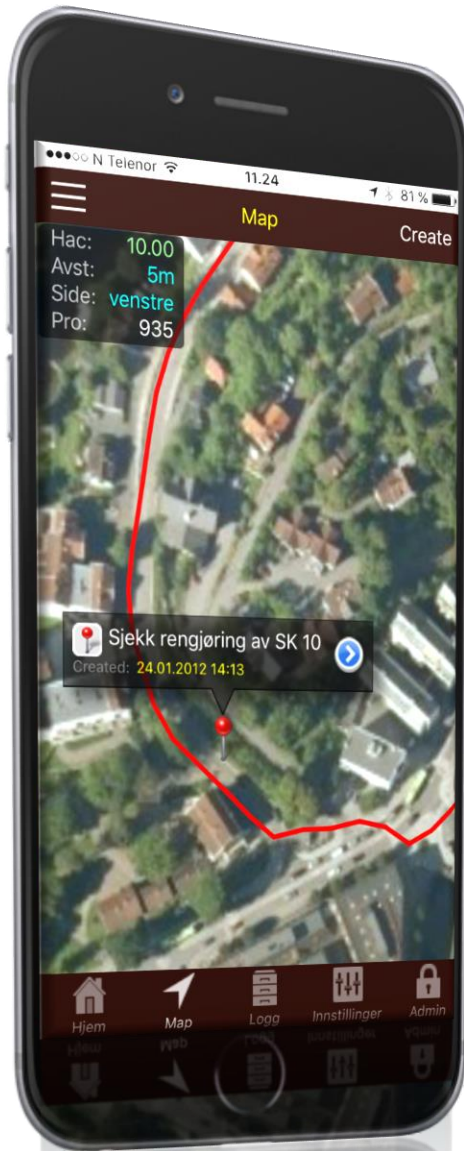 N Telenor 11.24 81 %
Map Create
Hac: 10.00
Avst: 5m
Side: venstre
Pro: 935
Sjekk rengjøring av SK 10
Created: 24.01.2012 14:13
Hjem Map Logg Innstillinger Admin